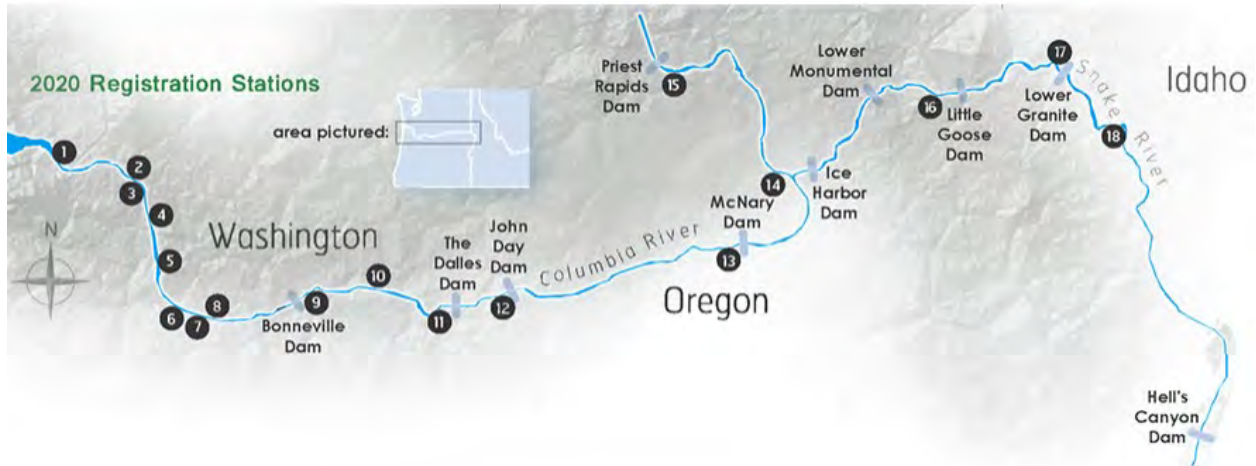 2020 Registration Stations
area pictured:
N
Washington
Oregon
Idaho
Columbia River
Snake River
Priest
Rapids
Dam
Lower
Monumental
Dam
Little
Goose
Dam
Lower
Granite
Dam
Ice
Harbor
Dam
McNary
Dam
John
Day
Dam
The
Dalles
Dam
Bonneville
Dam
Hell's
Canyon
Dam
1
2
3
4
5
6
7
8
9
10
11
12
13
14
15
16
17
18